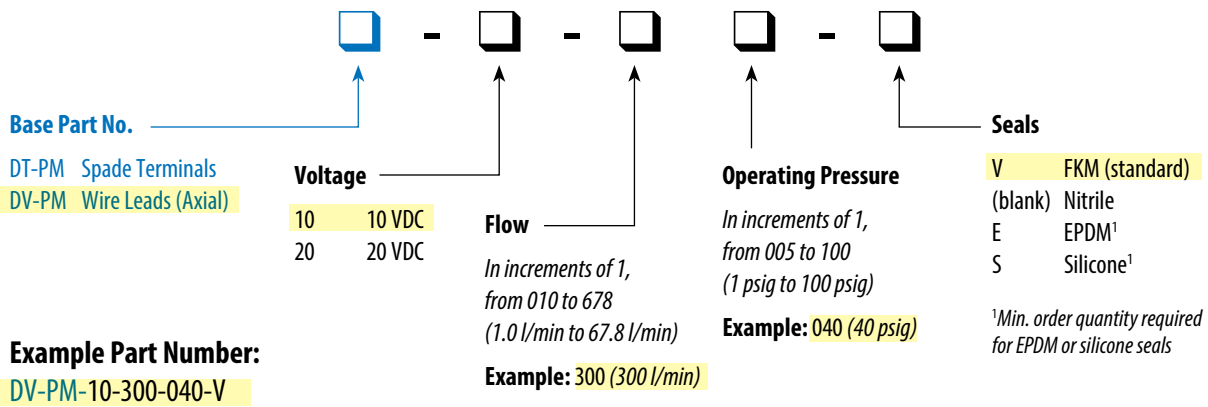 - - -
Base Part No.
DT-PM Spade Terminals
DV-PM Wire Leads (Axial)
Voltage
10 10 VDC
20 20 VDC
Flow
In increments of 1,
from 010 to 678
(1.0 l/min to 67.8 l/min)
Example: 300 (300 l/min)
Operating Pressure
In increments of 1,
from 005 to 100
(1 psig to 100 psig)
Example: 040 (40 psig)
Seals
V FKM (standard)
(blank) Nitrile
E EPDM¹
S Silicone¹
¹Min. order quantity required
for EPDM or silicone seals
Example Part Number:
DV-PM-10-300-040-V